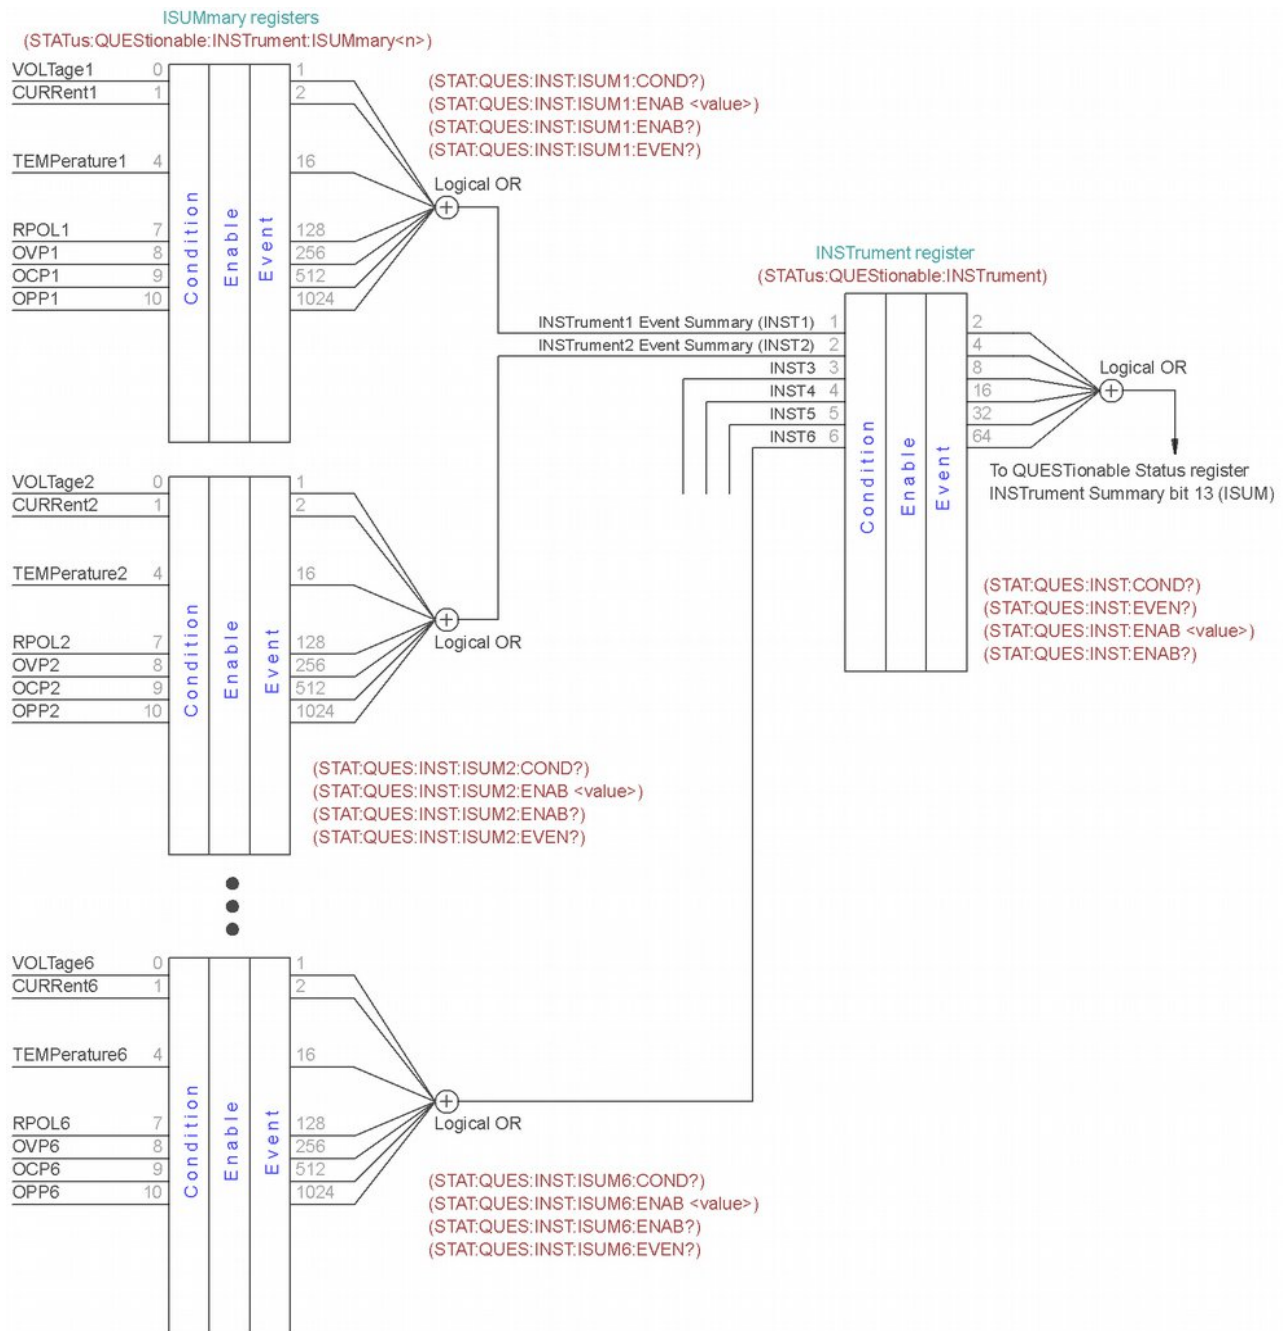 ISUMmary registers
(STATus:QUEStionable:INSTrument:ISUMmary<n>)
VOLTage1 0 1
CURRent1 1 2
TEMPerature1 4 16
RPOL1 7 128
OVP1 8 256
OCP1 9 512
OPP1 10 1024
Condition
Enable
Event
(STAT:QUES:INST:ISUM1:COND?)
(STAT:QUES:INST:ISUM1:ENAB <value>)
(STAT:QUES:INST:ISUM1:ENAB?)
(STAT:QUES:INST:ISUM1:EVEN?)
Logical OR
INSTrument register
(STATus:QUEStionable:INSTrument)
INSTrument1 Event Summary (INST1) 1 2
INSTrument2 Event Summary (INST2) 2 4
INST3 3 8
INST4 4 16
INST5 5 32
INST6 6 64
Condition
Enable
Event
Logical OR
To QUEStionable Status register
INSTrument Summary bit 13 (ISUM)
(STAT:QUES:INST:COND?)
(STAT:QUES:INST:EVEN?)
(STAT:QUES:INST:ENAB <value>)
(STAT:QUES:INST:ENAB?)
VOLTage2 0 1
CURRent2 1 2
TEMPerature2 4 16
RPOL2 7 128
OVP2 8 256
OCP2 9 512
OPP2 10 1024
Condition
Enable
Event
Logical OR
(STAT:QUES:INST:ISUM2:COND?)
(STAT:QUES:INST:ISUM2:ENAB <value>)
(STAT:QUES:INST:ISUM2:ENAB?)
(STAT:QUES:INST:ISUM2:EVEN?)
VOLTage6 0 1
CURRent6 1 2
TEMPerature6 4 16
RPOL6 7 128
OVP6 8 256
OCP6 9 512
OPP6 10 1024
Condition
Enable
Event
Logical OR
(STAT:QUES:INST:ISUM6:COND?)
(STAT:QUES:INST:ISUM6:ENAB <value>)
(STAT:QUES:INST:ISUM6:ENAB?)
(STAT:QUES:INST:ISUM6:EVEN?)